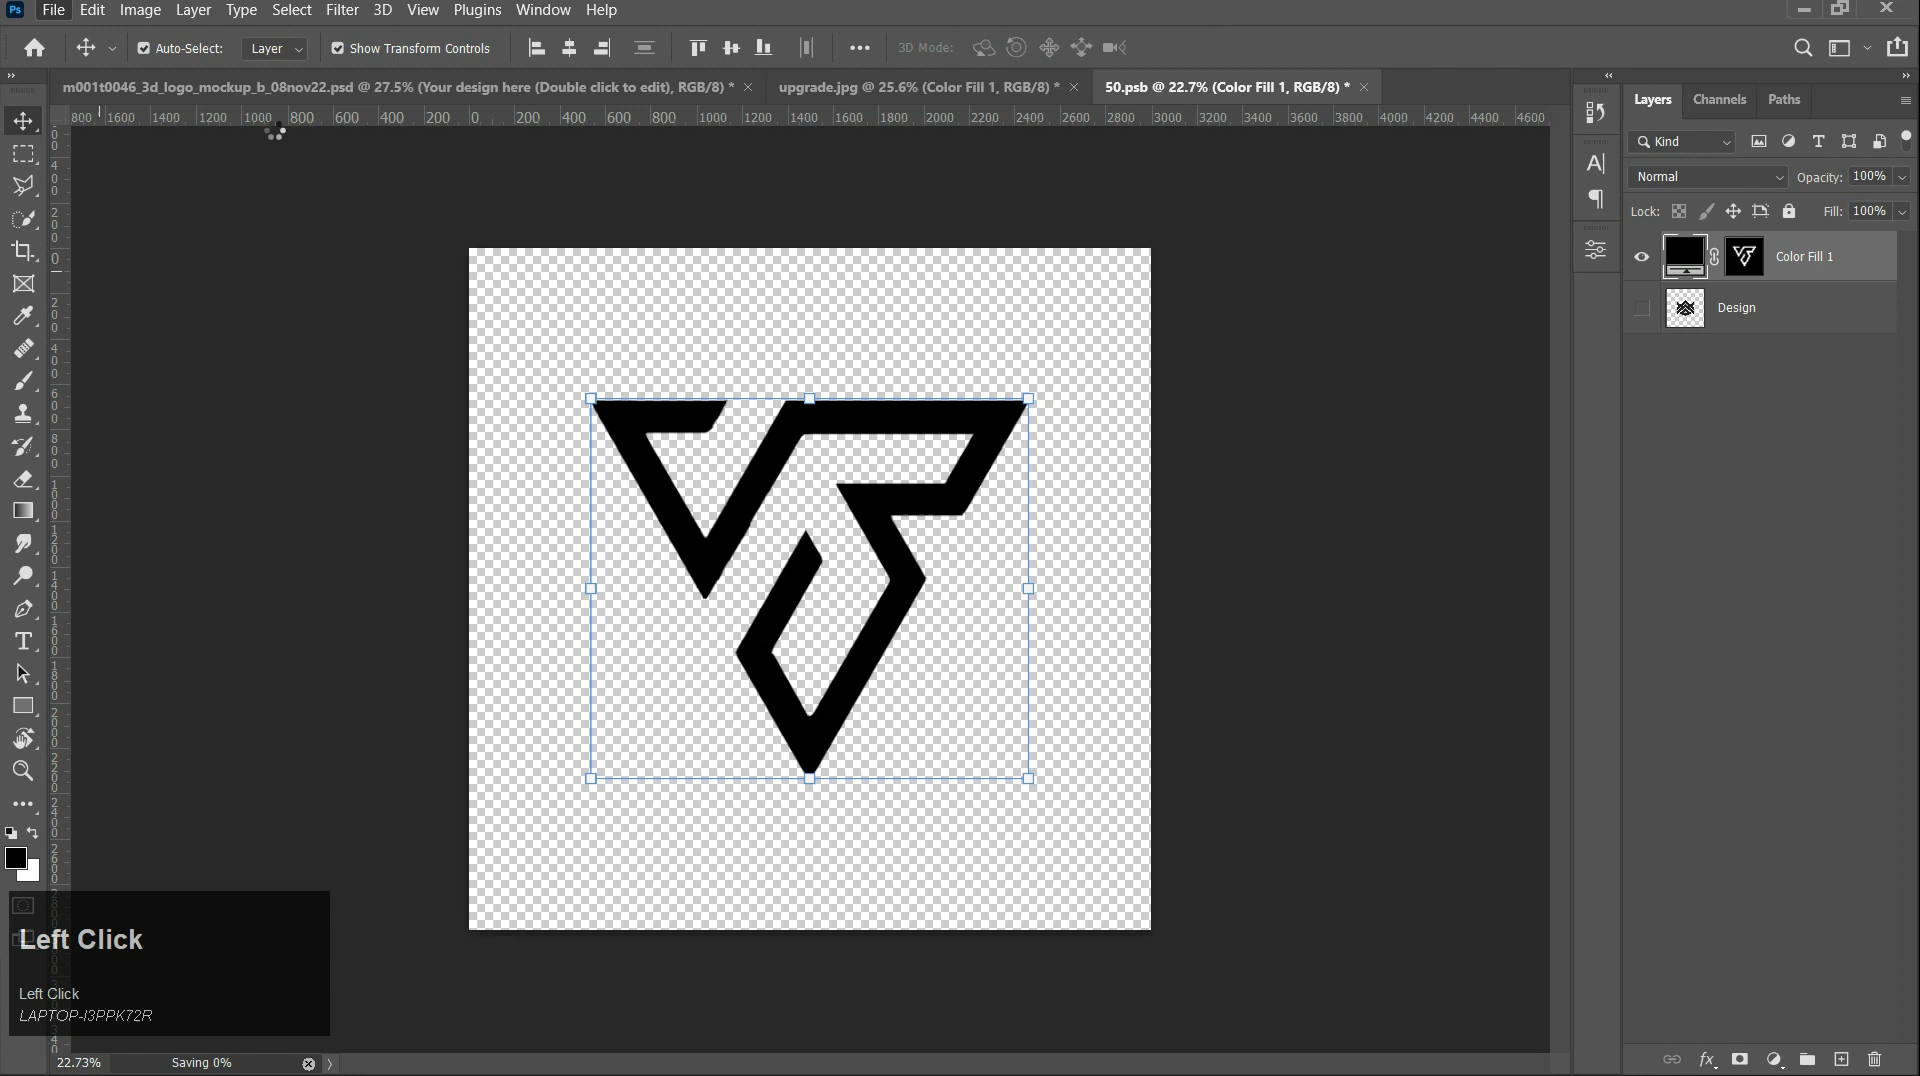 Ps File Edit Image Layer Type Select Filter 3D View Plugins Window Help
Auto-Select: Layer Show Transform Controls 3D Mode:
m001t0046_3d_logo_mockup_b_08nov22.psd @ 27.5% (Your design here (Double click to edit), RGB/8) * upgrade.jpg @ 25.6% (Color Fill 1, RGB/8) * 50.psb @ 22.7% (Color Fill 1, RGB/8) *
800 1600 1400 1200 1000 800 600 400 200 0 200 400 600 800 1000 1200 1400 1600 1800 2000 2200 2400 2600 2800 3000 3200 3400 3600 3800 4000 4200 4400 4600
Layers Channels Paths
Kind
Normal Opacity: 100%
Lock: Fill: 100%
Color Fill 1
Design
Left Click
Left Click
LAPTOP-I3PPK72R
22.73% Saving 0%
fx